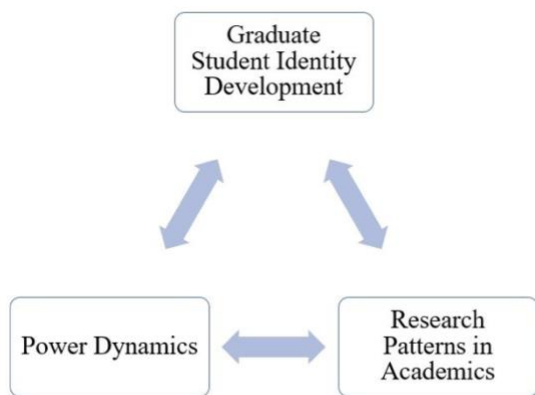 Graduate
Student Identity
Development
Power Dynamics
Research
Patterns in
Academics